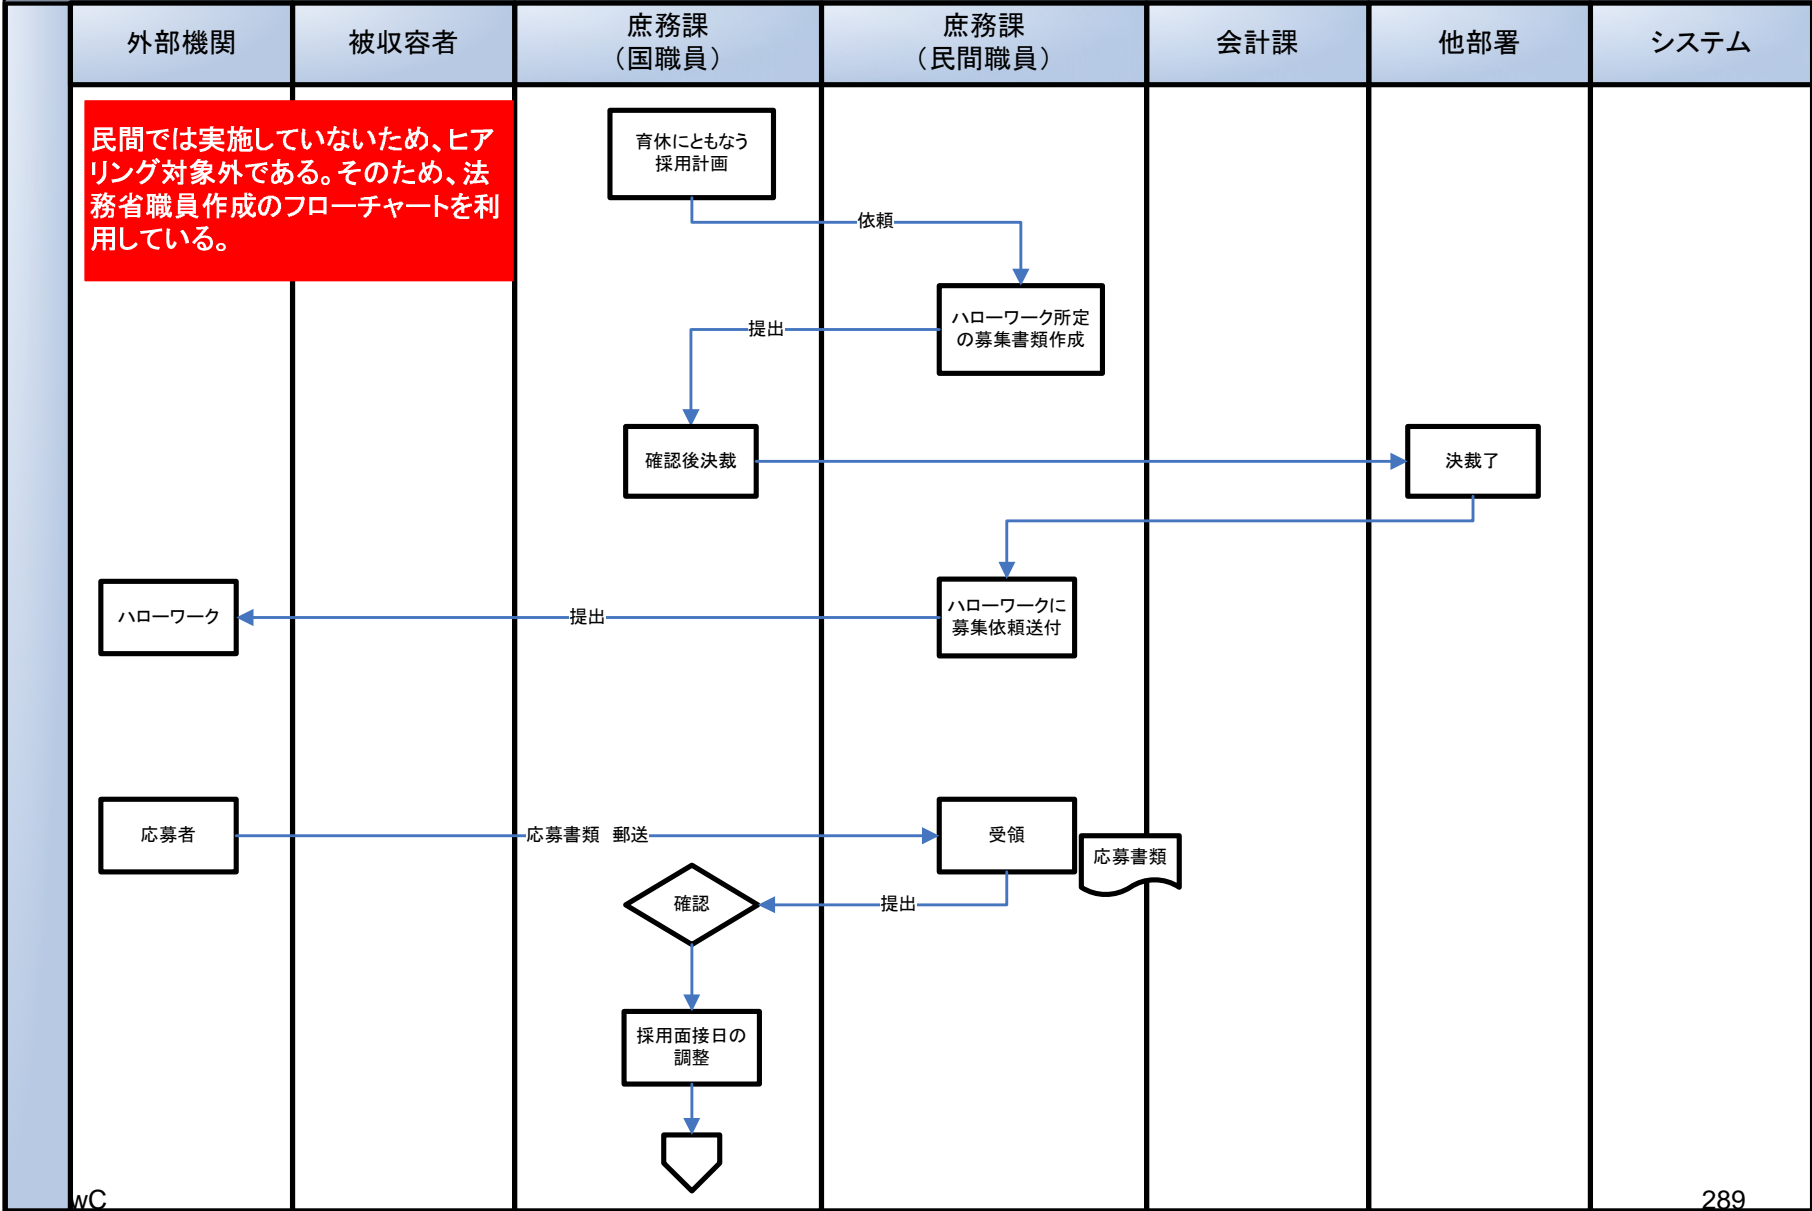 外部機関
被収容者
庶務課
（国職員）
庶務課
（民間職員）
会計課
他部署
システム
民間では実施していないため、ヒア
リング対象外である。そのため、法
務省職員作成のフローチャートを利
用している。
育休にともなう
採用計画
依頼
ハローワーク所定
の募集書類作成
提出
確認後決裁
決裁了
ハローワークに
募集依頼送付
提出
ハローワーク
応募者
応募書類　郵送
受領
応募書類
提出
確認
採用面接日の
調整
wC
289